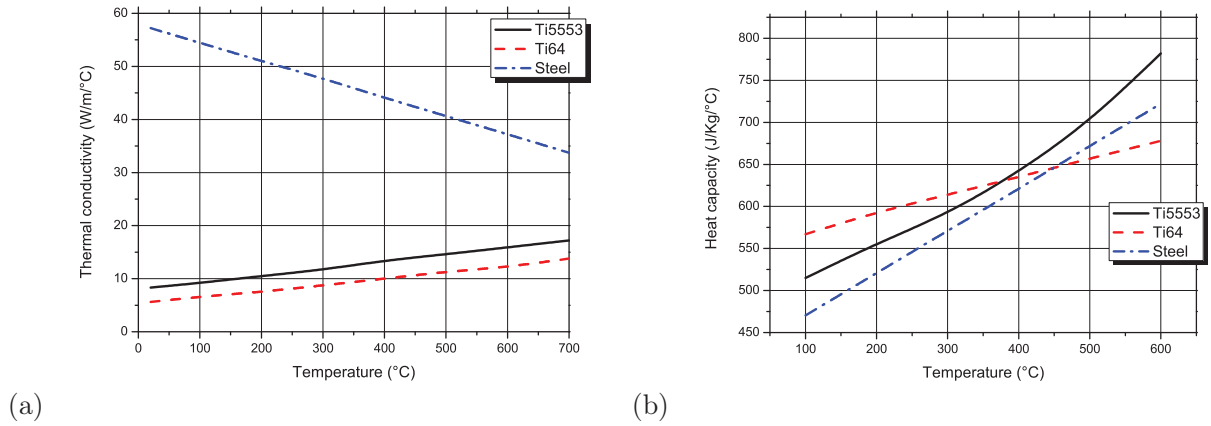 60
50
40
30
20
10
0
0 100 200 300 400 500 600 700
Thermal conductivity (W/m/°C)
Temperature (°C)
Ti5553
Ti64
Steel
(a)
800
750
700
650
600
550
500
450
100 200 300 400 500 600
Heat capacity (J/Kg/°C)
Temperature (°C)
Ti5553
Ti64
Steel
(b)